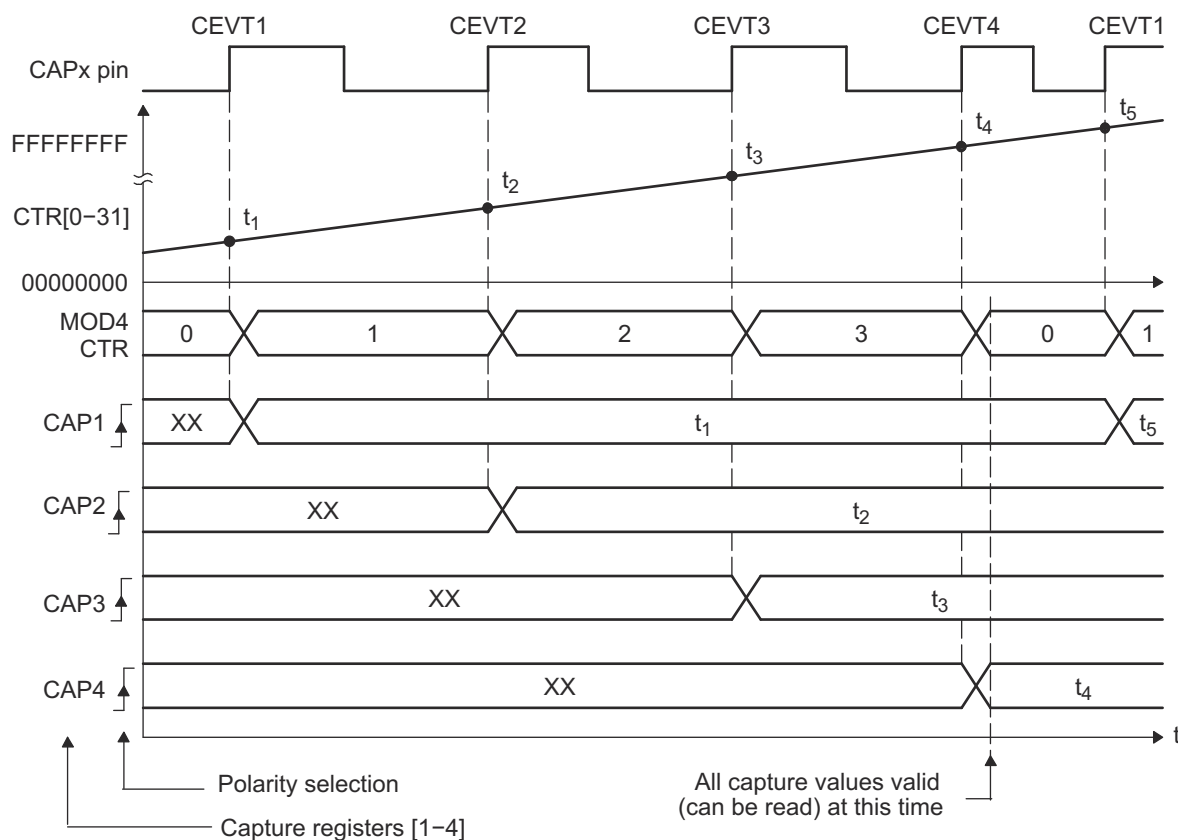 CEVT1 CEVT2 CEVT3 CEVT4 CEVT1
CAPx pin
t5
t4
FFFFFFFF
t3
t2
CTR[0−31]
t1
00000000
MOD4
CTR
0 1 2 3 0 1
CAP1 XX t1 t5
CAP2 XX t2
CAP3 XX t3
CAP4 XX t4
t
Polarity selection
All capture values valid
(can be read) at this time
Capture registers [1−4]